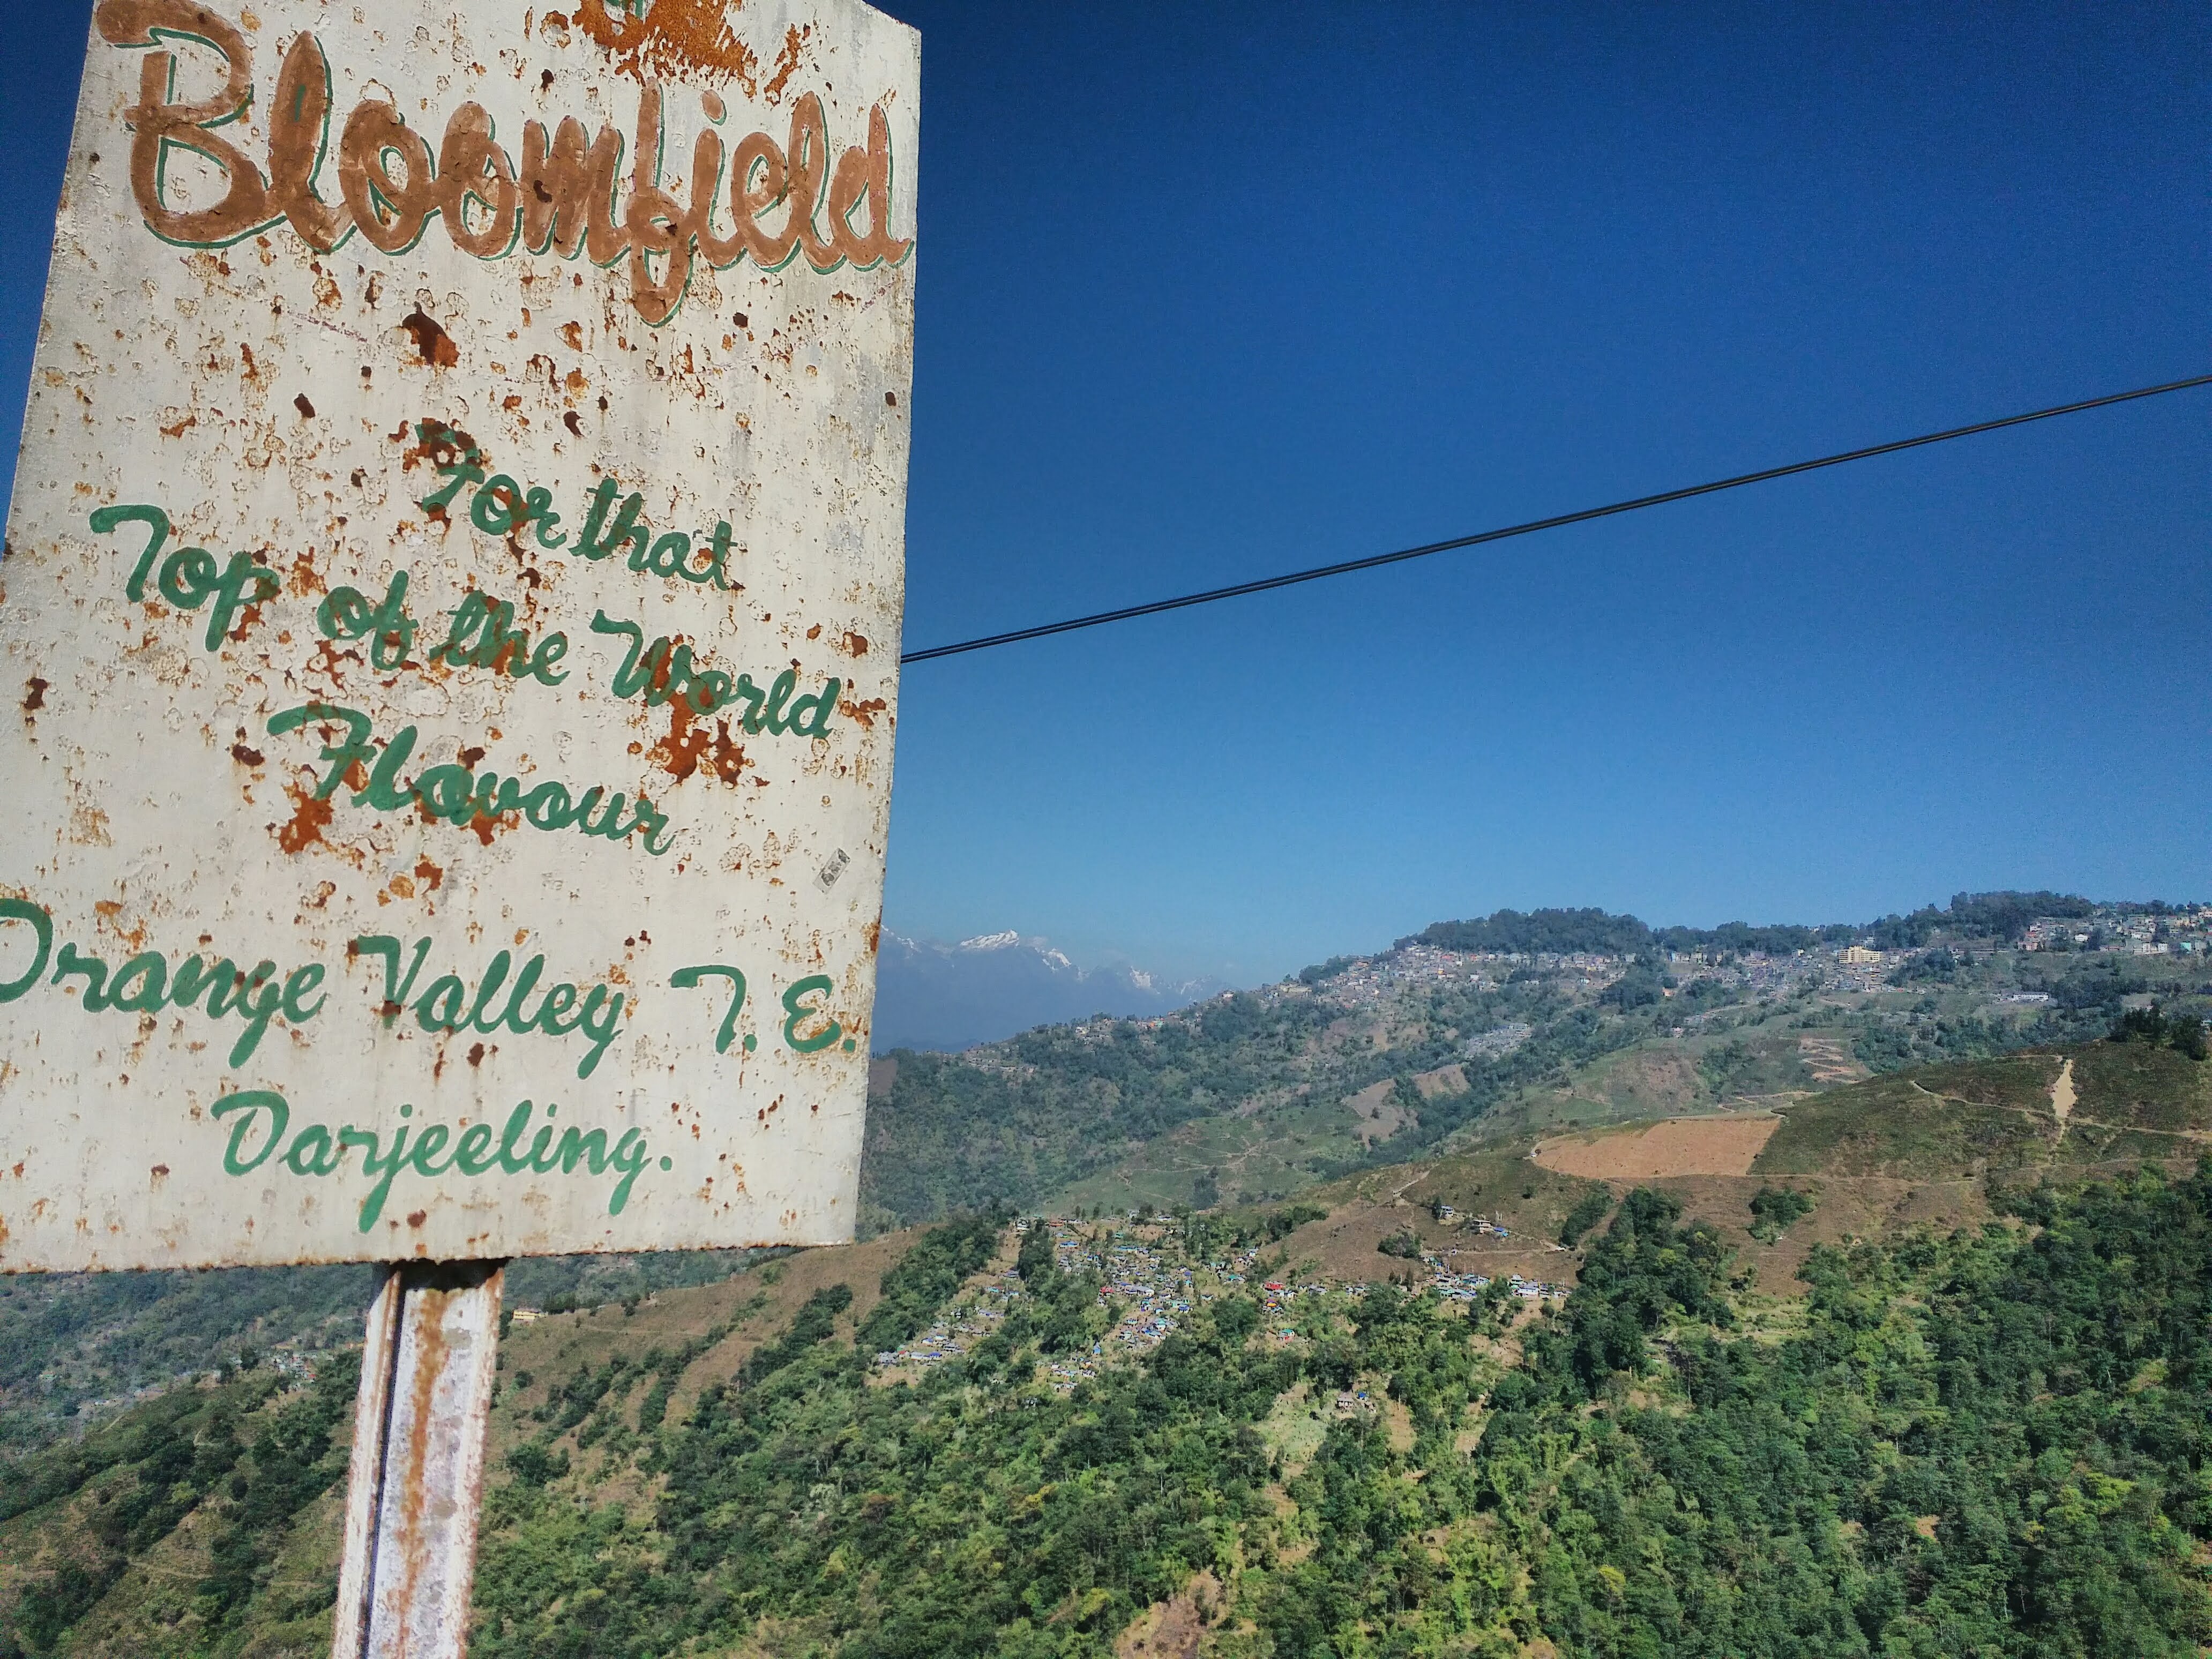 Bloomfield
For that
Top of the World
Flavour
Orange Valley T. E.
Darjeeling.